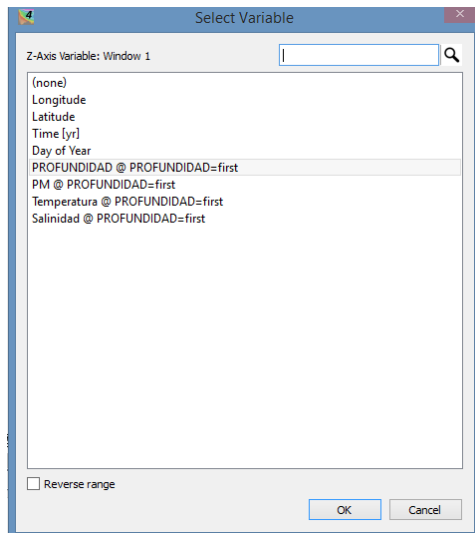 4
Select Variable
Z-Axis Variable: Window 1
(none)
Longitude
Latitude
Time [yr]
Day of Year
PROFUNDIDAD @ PROFUNDIDAD=first
PM @ PROFUNDIDAD=first
Temperatura @ PROFUNDIDAD=first
Salinidad @ PROFUNDIDAD=first
Reverse range
OK
Cancel